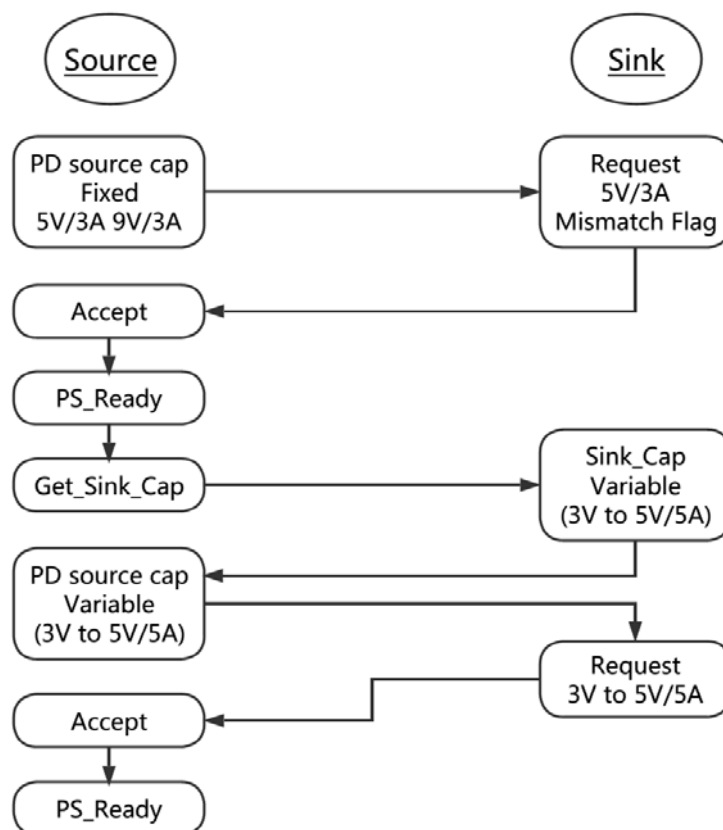 Source
Sink
PD source cap
Fixed
5V/3A 9V/3A
Request
5V/3A
Mismatch Flag
Accept
PS_Ready
Get_Sink_Cap
Sink_Cap
Variable
(3V to 5V/5A)
PD source cap
Variable
(3V to 5V/5A)
Request
3V to 5V/5A
Accept
PS_Ready